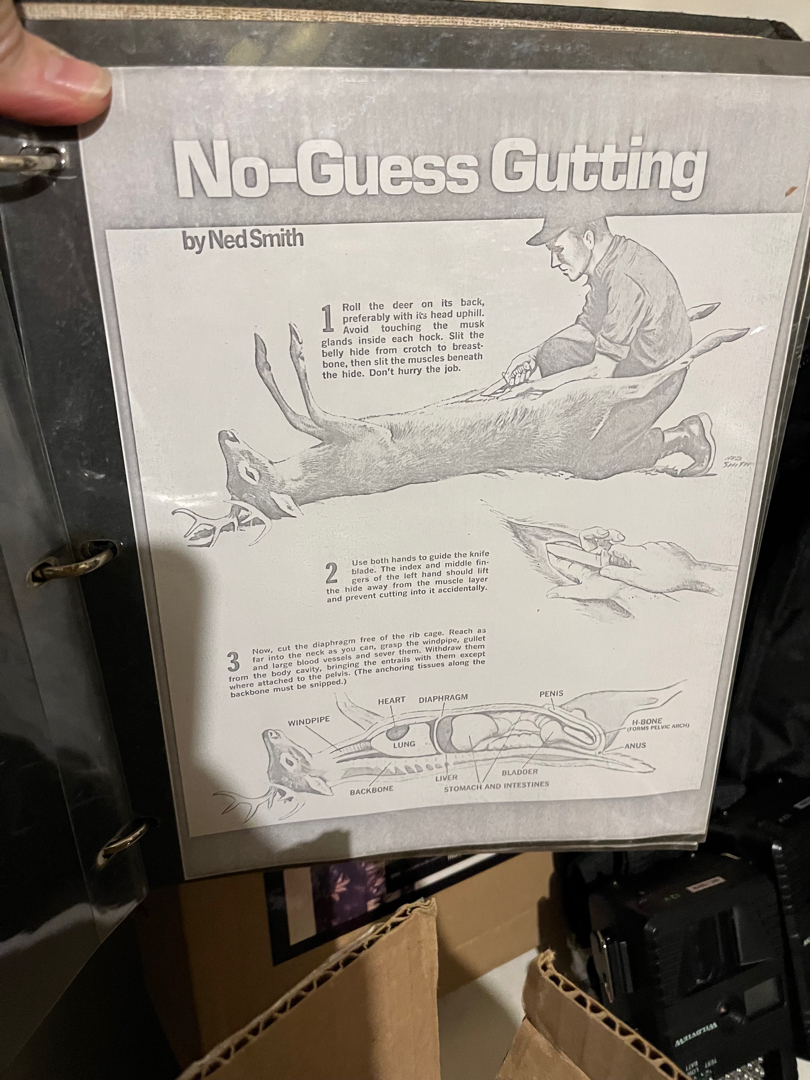 No-Guess Gutting
by Ned Smith
1 Roll the deer on its back,
preferably with its head uphill.
Avoid touching the musk
glands inside each hock. Slit the
belly hide from crotch to breast-
bone, then slit the muscles beneath
the hide. Don't hurry the job.
NED
SMITH
2 Use both hands to guide the knife
blade. The index and middle fin-
gers of the left hand should lift
the hide away from the muscle layer
and prevent cutting into it accidentally.
3 Now, cut the diaphragm free of the rib cage. Reach as
far into the neck as you can, grasp the windpipe, gullet
and large blood vessels and sever them. Withdraw them
from the body cavity, bringing the entrails with them except
where attached to the pelvis. (The anchoring tissues along the
backbone must be snipped.)
HEART
DIAPHRAGM
PENIS
WINDPIPE
H-BONE
(FORMS PELVIC ARCH)
LUNG
ANUS
LIVER
BLADDER
BACKBONE
STOMACH AND INTESTINES
WILDVIEW